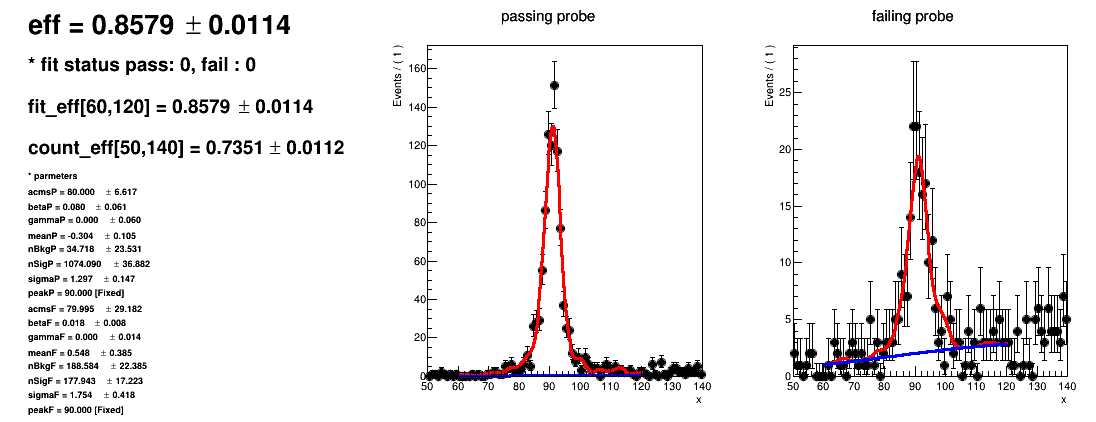 eff = 0.8579 ± 0.0114
* fit status pass: 0, fail : 0
fit_eff[60,120] = 0.8579 ± 0.0114
count_eff[50,140] = 0.7351 ± 0.0112
* parmeters
acmsP = 80.000 ± 6.617
betaP = 0.080 ± 0.061
gammaP = 0.000 ± 0.060
meanP = -0.304 ± 0.105
nBkgP = 34.718 ± 23.531
nSigP = 1074.090 ± 36.882
sigmaP = 1.297 ± 0.147
peakP = 90.000 [Fixed]
acmsF = 79.995 ± 29.182
betaF = 0.018 ± 0.008
gammaF = 0.000 ± 0.014
meanF = 0.548 ± 0.385
nBkgF = 188.584 ± 22.385
nSigF = 177.943 ± 17.223
sigmaF = 1.754 ± 0.418
peakF = 90.000 [Fixed]
passing probe
Events / ( 1 )
160
140
120
100
80
60
40
20
0
50 60 70 80 90 100 110 120 130 140
x
failing probe
Events / ( 1 )
25
20
15
10
5
0
50 60 70 80 90 100 110 120 130 140
x